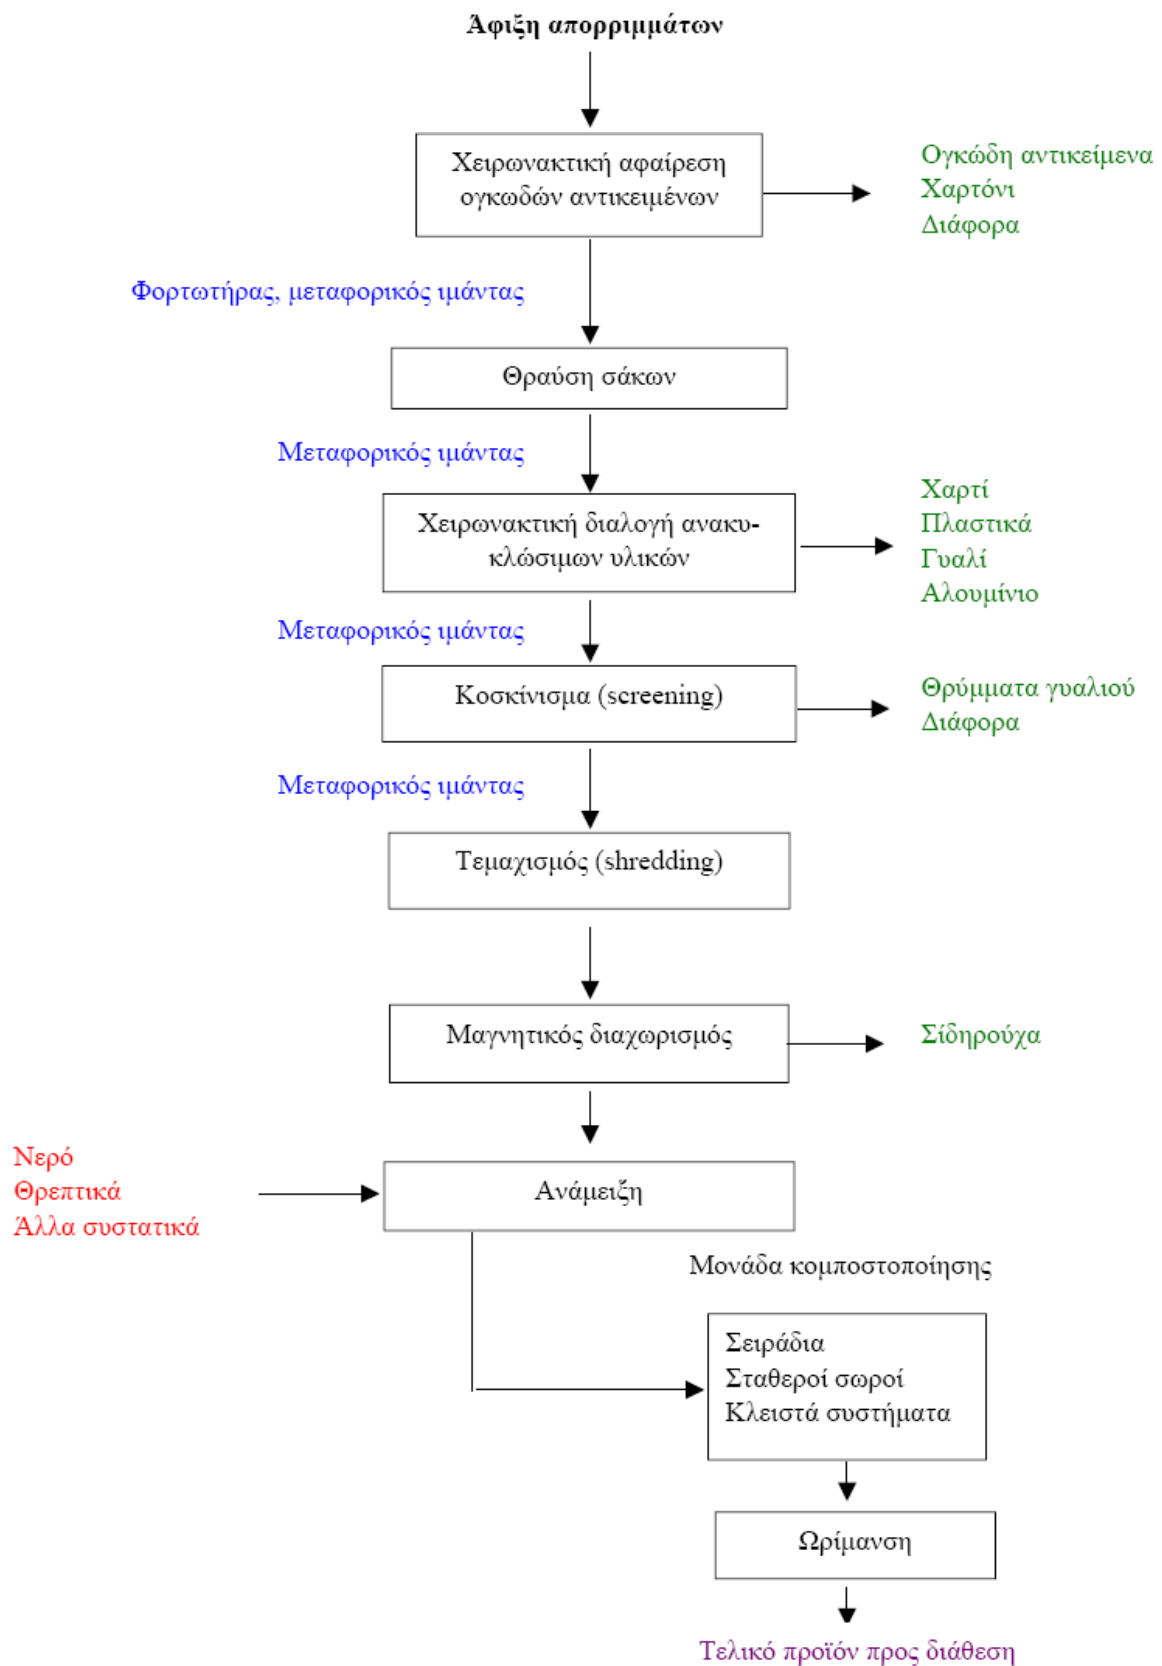 Άφιξη απορριμμάτων
Χειρωνακτική αφαίρεση
ογκωδών αντικειμένων
Ογκώδη αντικείμενα
Χαρτόνι
Διάφορα
Φορτωτήρας, μεταφορικός ιμάντας
Θραύση σάκων
Μεταφορικός ιμάντας
Χειρωνακτική διαλογή ανακυ-
κλώσιμων υλικών
Χαρτί
Πλαστικά
Γυαλί
Αλουμίνιο
Μεταφορικός ιμάντας
Κοσκίνισμα (screening)
Θρύμματα γυαλιού
Διάφορα
Μεταφορικός ιμάντας
Τεμαχισμός (shredding)
Μαγνητικός διαχωρισμός
Σίδηρούχα
Νερό
Θρεπτικά
Άλλα συστατικά
Ανάμειξη
Μονάδα κομποστοποίησης
Σειράδια
Σταθεροί σωροί
Κλειστά συστήματα
Ωρίμανση
Τελικό προϊόν προς διάθεση